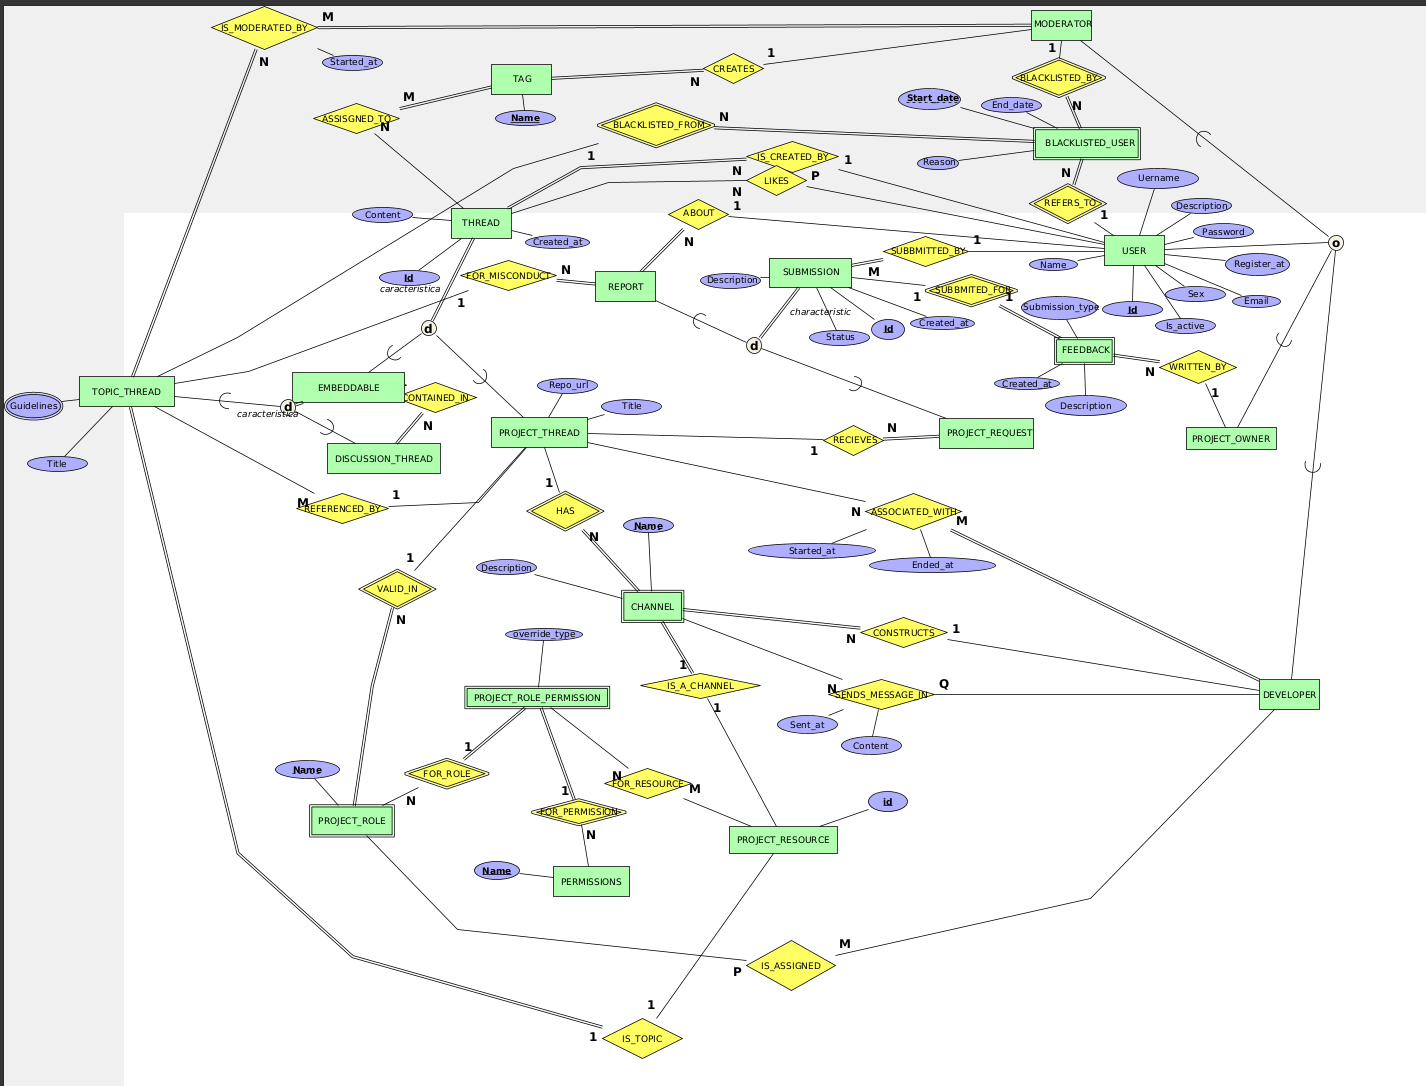 M
IS_MODERATED_BY
MODERATOR
1
1
N
Started_at
CREATES
TAG
N
BLACKLISTED_BY
M
Start_date
End_date
N
ASSISGNED_TO
N
Name
BLACKLISTED_FROM
N
BLACKLISTED_USER
1
IS_CREATED_BY
1
Reason
N
LIKES
P
N
N
Uername
REFERS_TO
1
Description
Content
THREAD
ABOUT
1
Password
Created_at
N
SUBBMITTED_BY
1
USER
Name
Register_at
Id
caracteristica
FOR_MISCONDUCT
N
REPORT
Description
SUBMISSION
M
SUBBMITED_FOR
1
1
Submission_type
Id
Sex
Email
1
characteristic
Status
Id
Created_at
Is_active
d
d
FEEDBACK
WRITTEN_BY
N
o
TOPIC_THREAD
EMBEDDABLE
CONTAINED_IN
Repo_url
Created_at
1
Guidelines
d
caracteristica
Title
Description
N
PROJECT_THREAD
RECIEVES
N
PROJECT_REQUEST
PROJECT_OWNER
1
Title
DISCUSSION_THREAD
M
REFERENCED_BY
1
1
HAS
N
ASSOCIATED_WITH
M
Name
N
Started_at
Ended_at
1
Description
VALID_IN
N
CHANNEL
override_type
N
CONSTRUCTS
1
1
IS_A_CHANNEL
1
N
SENDS_MESSAGE_IN
Q
DEVELOPER
PROJECT_ROLE_PERMISSION
Sent_at
Content
1
Name
FOR_ROLE
N
N
FOR_RESOURCE
M
1
FOR_PERMISSION
N
id
PROJECT_ROLE
PROJECT_RESOURCE
Name
PERMISSIONS
M
P
IS_ASSIGNED
1
1
IS_TOPIC